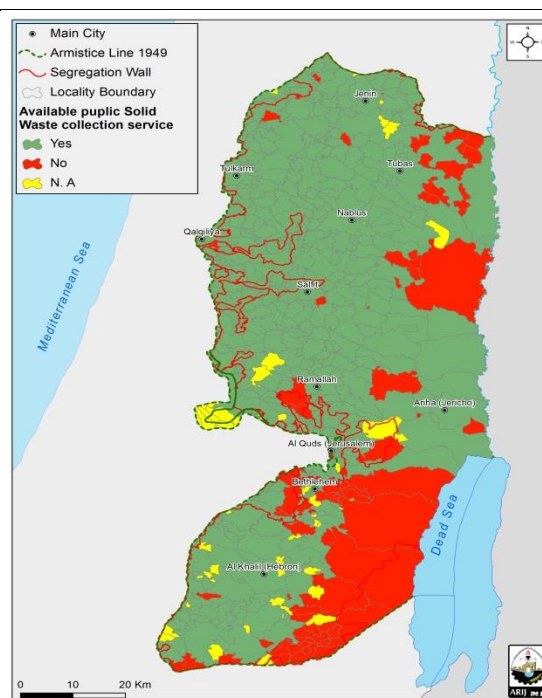 Main City
Armistice Line 1949
Segregation Wall
Locality Boundary
Available puplic Solid
Waste collection service
Yes
No
N. A
Jenin
Tubas
Tulkarm
Nablus
Qalqiliya
Salfit
Mediterranean Sea
Ramallah
Ariha (Jericho)
Al Quds (Jerusalem)
Bethlehem
Dead Sea
Al Khalil (Hebron)
0 10 20 Km
ARIJ